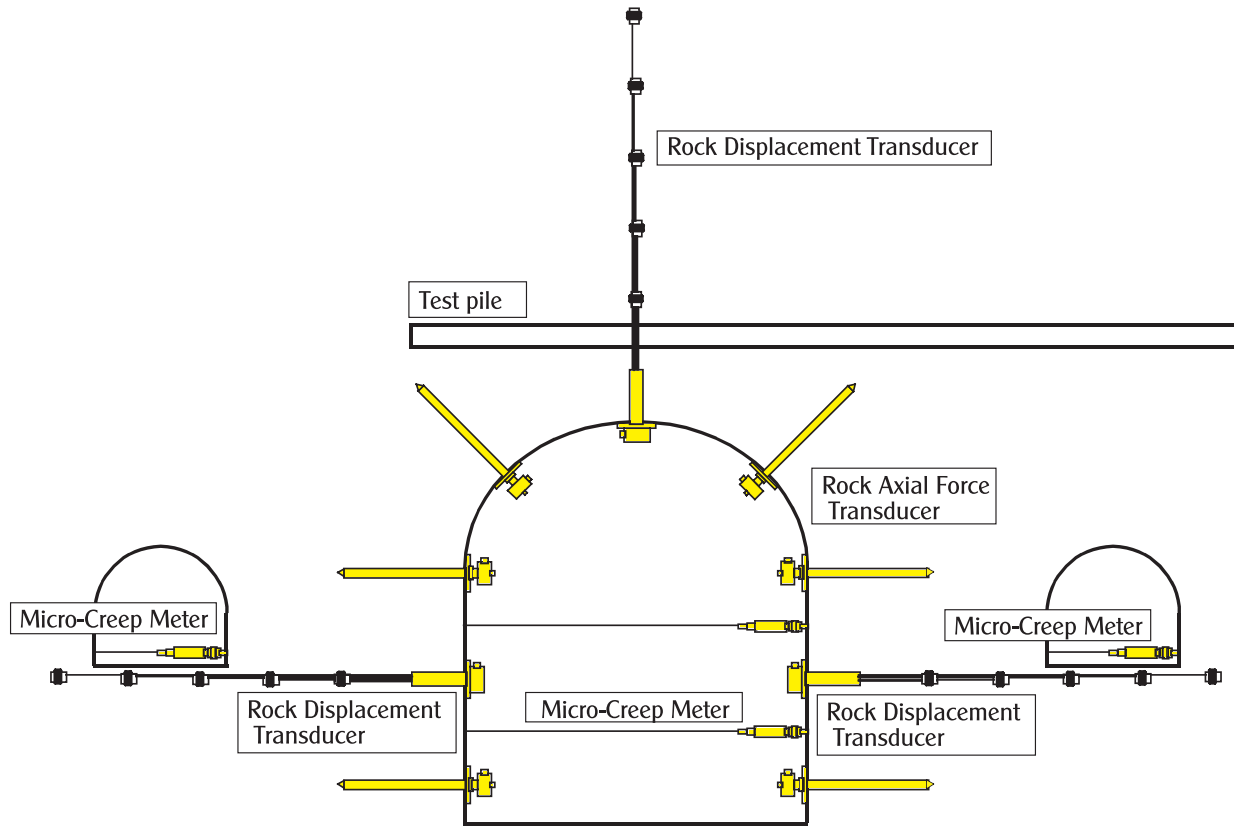 Rock Displacement Transducer
Test pile
Rock Axial Force
Transducer
Micro-Creep Meter
Micro-Creep Meter
Rock Displacement
Transducer
Micro-Creep Meter
Rock Displacement
Transducer